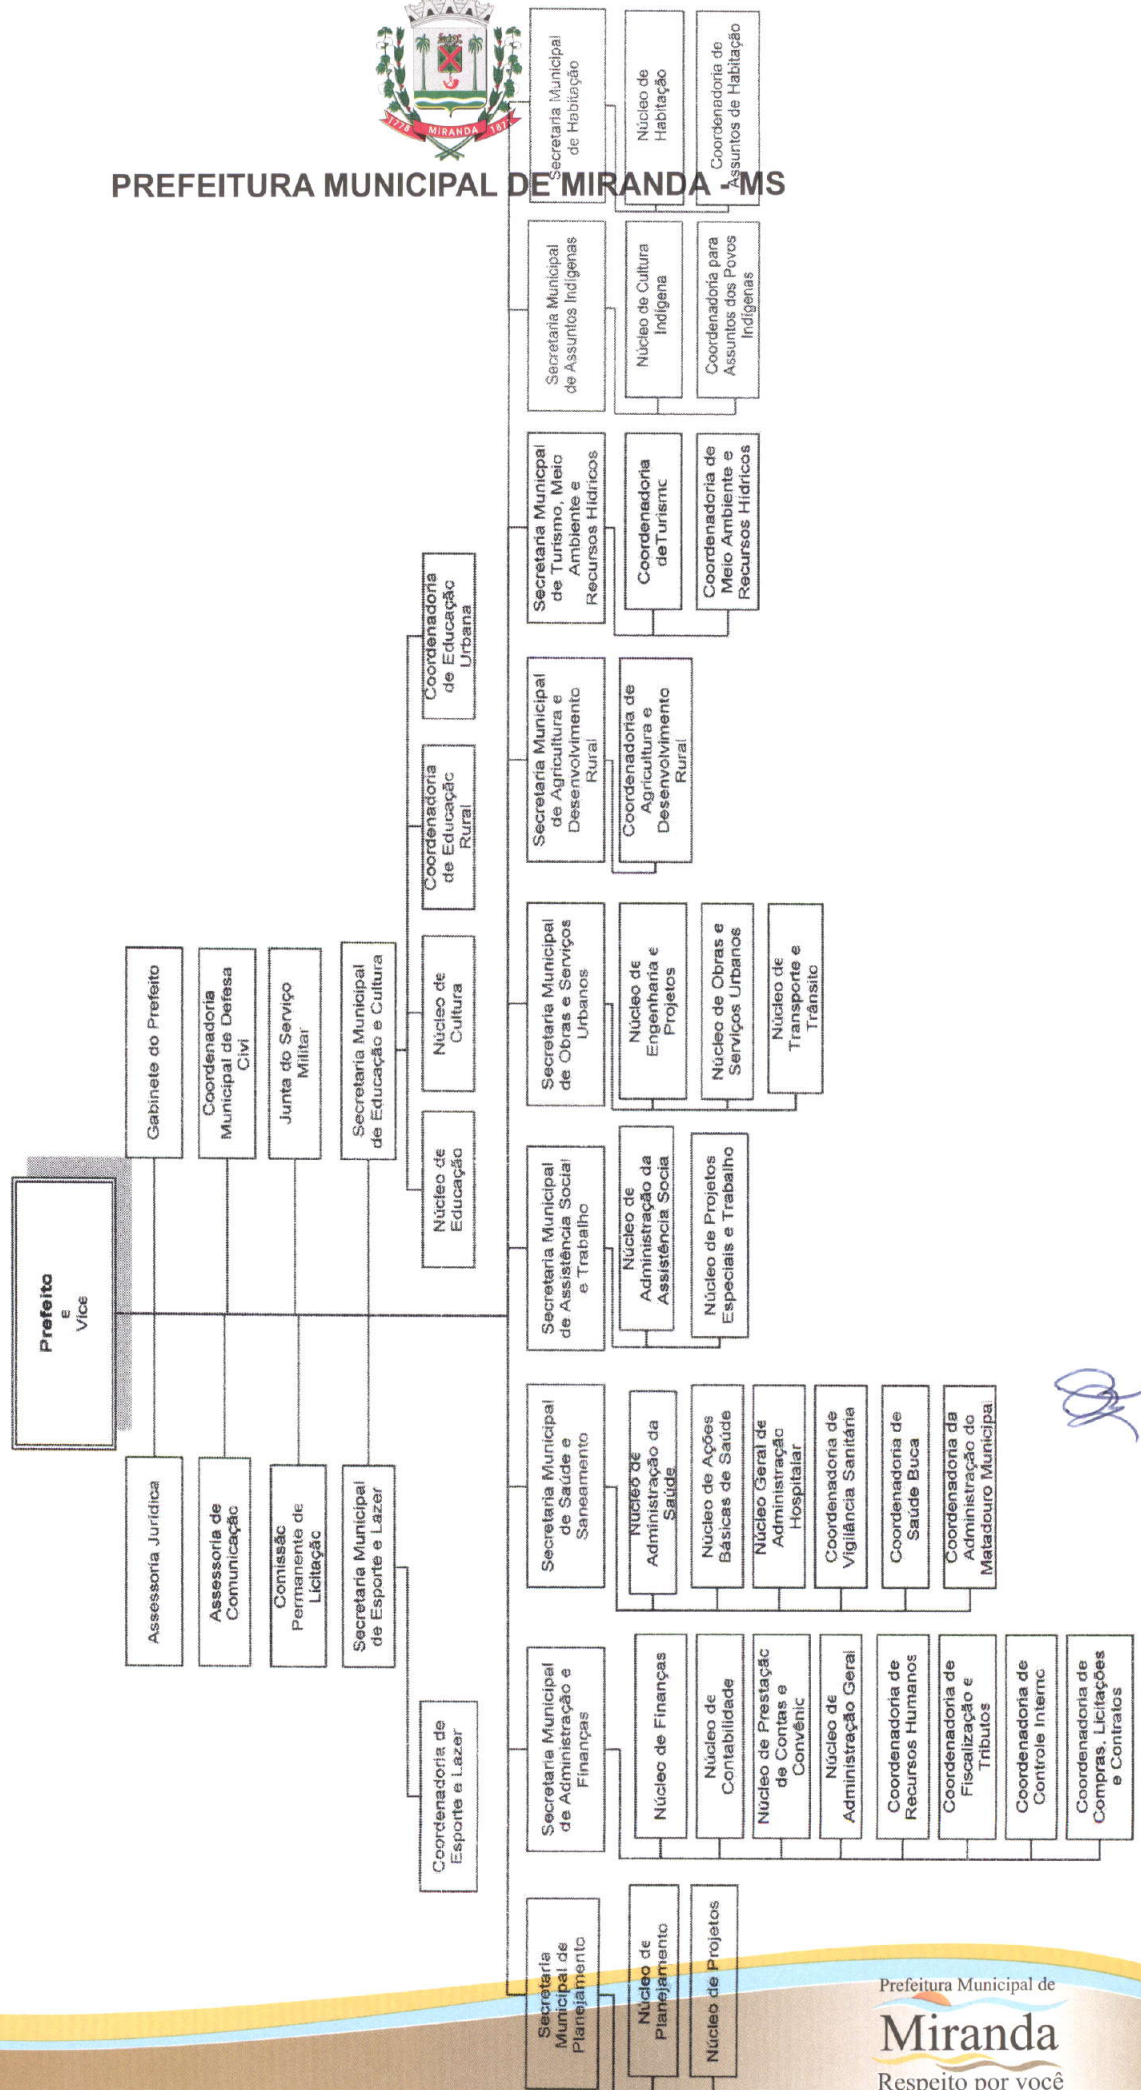 1778 MIRANDA 187
PREFEITURA MUNICIPAL DE MIRANDA - MS
Prefeito
e
Vice
Assessoria Jurídica
Gabinete do Prefeito
Assessoria de
Comunicação
Coordenadoria
Municipal de Defesa
Civi
Comissão
Permanente de
Licitação
Junta do Serviço
Militar
Secretaria Municipal
de Esporte e Lazer
Secretaria Municipal
de Educação e Cultura
Coordenadoria de
Esporte e Lazer
Núcleo de
Educação
Núcleo de
Cultura
Coordenadoria
de Educação
Rural
Coordenadoria
de Educação
Urbana
Secretaria
Municipal de
Planejamento
Núcleo de
Planejamento
Núcleo de Projetos
Secretaria Municipal
de Administração e
Finanças
Núcleo de Finanças
Núcleo de
Contabilidade
Núcleo de Prestaçãc
de Contas e
Convênic
Núcleo de
Administração Geral
Coordenadoria de
Recursos Humanos
Coordenadoria de
Fiscalização e
Tributos
Coordenadoria de
Controle Internc
Coordenadoria de
Compras, Licitações
e Contratos
Secretaria Municipal
de Saúde e
Saneamento
Núcleo de
Administração da
Saúde
Núcleo de Ações
Básicas de Saúde
Núcleo Geral de
Administração
Hospitalar
Coordenadoria de
Vigilância Sanitária
Coordenadoria de
Saúde Buca
Coordenadoria da
Administração do
Matadouro Municipa
Secretaria Municipal
de Assistência Social
e Trabalho
Núcleo de
Administração da
Assistência Socia
Núcleo de Projetos
Especiais e Trabalho
Secretaria Municipal
de Obras e Serviços
Urbanos
Núcleo de
Engenharia e
Projetos
Núcleo de Obras e
Serviços Urbanos
Núcleo de
Transporte e
Trânsito
Secretaria Municipal
de Agricultura e
Desenvolvimento
Rural
Coordenadoria de
Agricultura e
Desenvolvimento
Rural
Secretaria Municpal
de Turismo, Meio
Ambiente e
Recursos Hídricos
Coordenadoria
deTurismc
Coordenadoria de
Meio Ambiente e
Recursos Hídricos
Secretaria Municipal
de Assuntos Indígenas
Núcleo de Cultura
Indígena
Coordenadoria para
Assuntos dos Povos
Indígenas
Secretaria Municipal
de Habitação
Núcleo de
Habitação
Coordenadoria de
Assuntos de Habitação
Prefeitura Municipal de
Miranda
Respeito por você